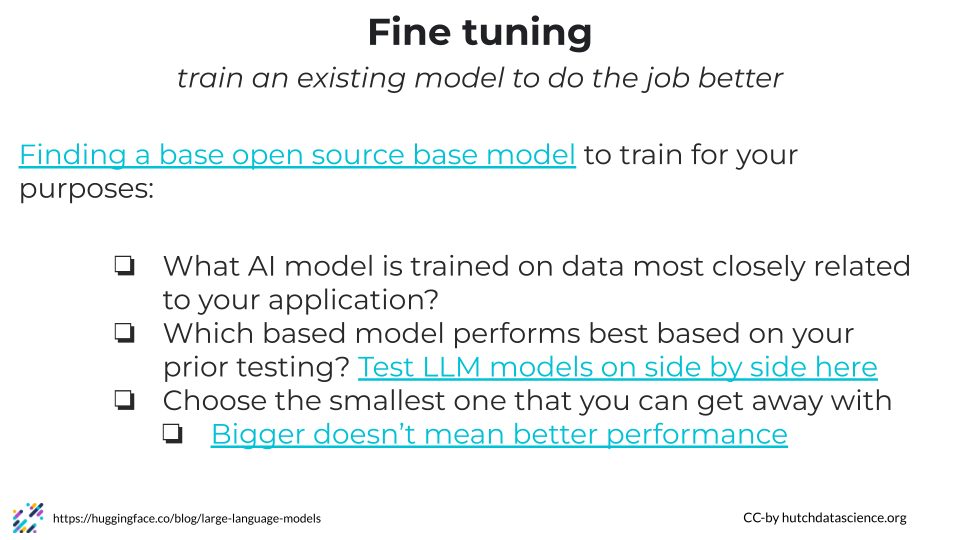 Fine tuning
train an existing model to do the job better
Finding a base open source base model to train for your
purposes:
What AI model is trained on data most closely related
to your application?
Which based model performs best based on your
prior testing? Test LLM models on side by side here
Choose the smallest one that you can get away with
Bigger doesn’t mean better performance
https://huggingface.co/blog/large-language-models
CC-by hutchdatascience.org